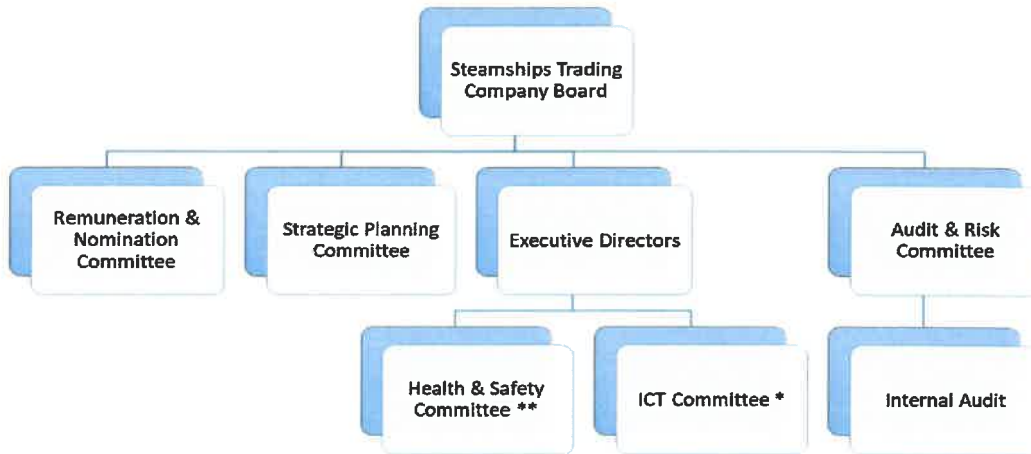 Steamships Trading
Company Board
Remuneration &
Nomination
Committee
Strategic Planning
Committee
Executive Directors
Audit & Risk
Committee
Health & Safety
Committee **
ICT Committee *
Internal Audit